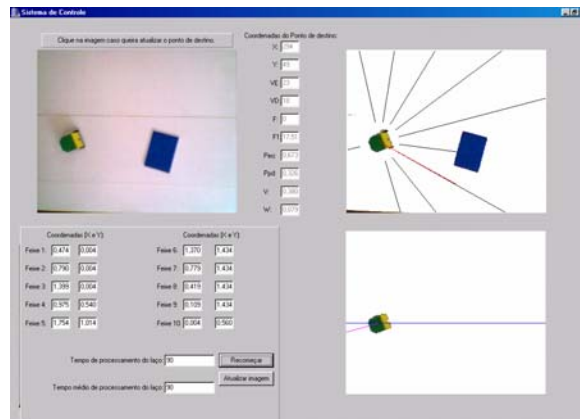 Sistema de Controle
Clique na imagem caso queira atualizar o ponto de destino.
Coordenadas do Ponto de destino:
X:
Y:
VE:
VD:
F:
F1:
V:
W:
Coordenadas (X e Y):
Coordenadas (X e Y):
Feixe 1: 0,474 0,004
Feixe 6: 1,370 1,434
Feixe 2: 0,790 0,004
Feixe 7: 0,779 1,434
Feixe 3: 1,399 0,004
Feixe 8: 0,419 1,434
Feixe 4: 0,975 0,540
Feixe 9: 0,109 1,434
Feixe 5: 1,754 1,014
Feixe 10: 0,004 0,560
Tempo de processamento do laço: 90
Recomeçar
Tempo médio de processamento do laço: 90
Atualizar imagem